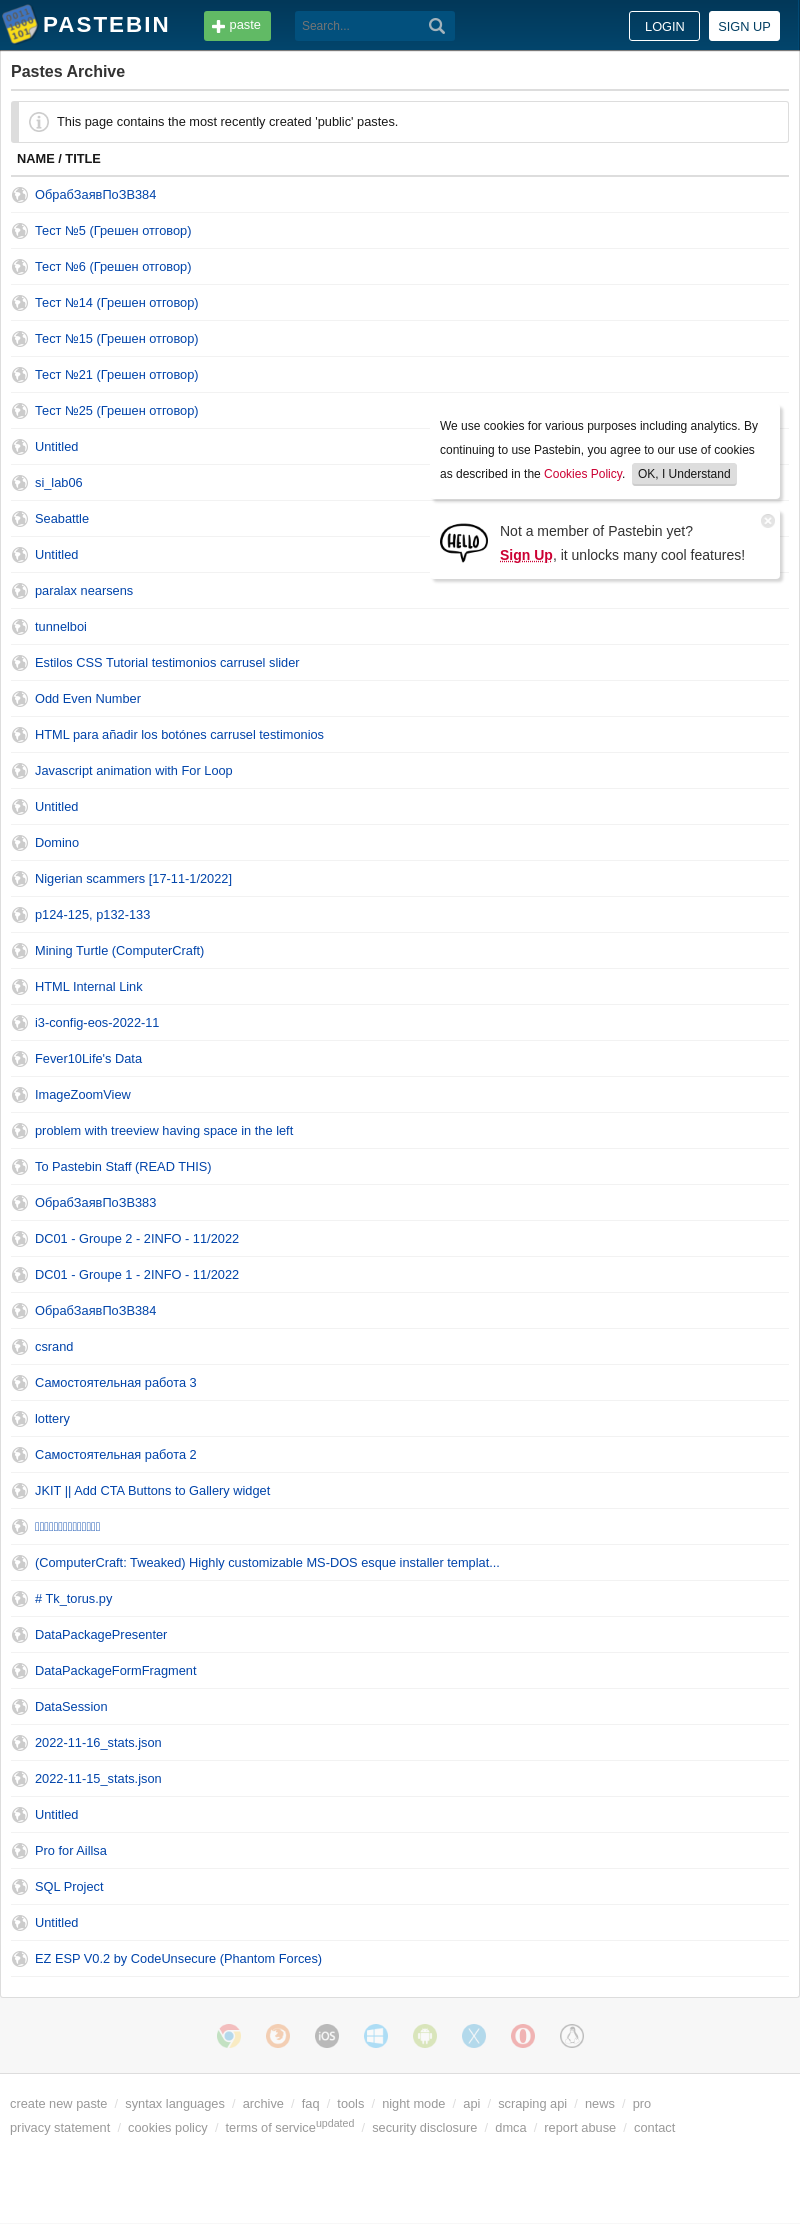 PASTEBIN
paste
Search...
LOGIN
SIGN UP
Pastes Archive
This page contains the most recently created 'public' pastes.
NAME / TITLE
ОбрабЗаявПоЗВ384
Тест №5 (Грешен отговор)
Тест №6 (Грешен отговор)
Тест №14 (Грешен отговор)
Тест №15 (Грешен отговор)
Тест №21 (Грешен отговор)
Тест №25 (Грешен отговор)
Untitled
si_lab06
Seabattle
Untitled
We use cookies for various purposes including analytics. By
continuing to use Pastebin, you agree to our use of cookies
as described in the Cookies Policy. OK, I Understand
HELLO
Not a member of Pastebin yet?
Sign Up, it unlocks many cool features!
paralax nearsens
tunnelboi
Estilos CSS Tutorial testimonios carrusel slider
Odd Even Number
HTML para añadir los botónes carrusel testimonios
Javascript animation with For Loop
Untitled
Domino
Nigerian scammers [17-11-1/2022]
p124-125, p132-133
Mining Turtle (ComputerCraft)
HTML Internal Link
i3-config-eos-2022-11
Fever10Life's Data
ImageZoomView
problem with treeview having space in the left
To Pastebin Staff (READ THIS)
ОбрабЗаявПоЗВ383
DC01 - Groupe 2 - 2INFO - 11/2022
DC01 - Groupe 1 - 2INFO - 11/2022
ОбрабЗаявПоЗВ384
csrand
Самостоятельная работа 3
lottery
Самостоятельная работа 2
JKIT || Add CTA Buttons to Gallery widget
(ComputerCraft: Tweaked) Highly customizable MS-DOS esque installer templat...
# Tk_torus.py
DataPackagePresenter
DataPackageFormFragment
DataSession
2022-11-16_stats.json
2022-11-15_stats.json
Untitled
Pro for Aillsa
SQL Project
Untitled
EZ ESP V0.2 by CodeUnsecure (Phantom Forces)
iOS
create new paste / syntax languages / archive / faq / tools / night mode / api / scraping api / news / pro
privacy statement / cookies policy / terms of service updated / security disclosure / dmca / report abuse / contact